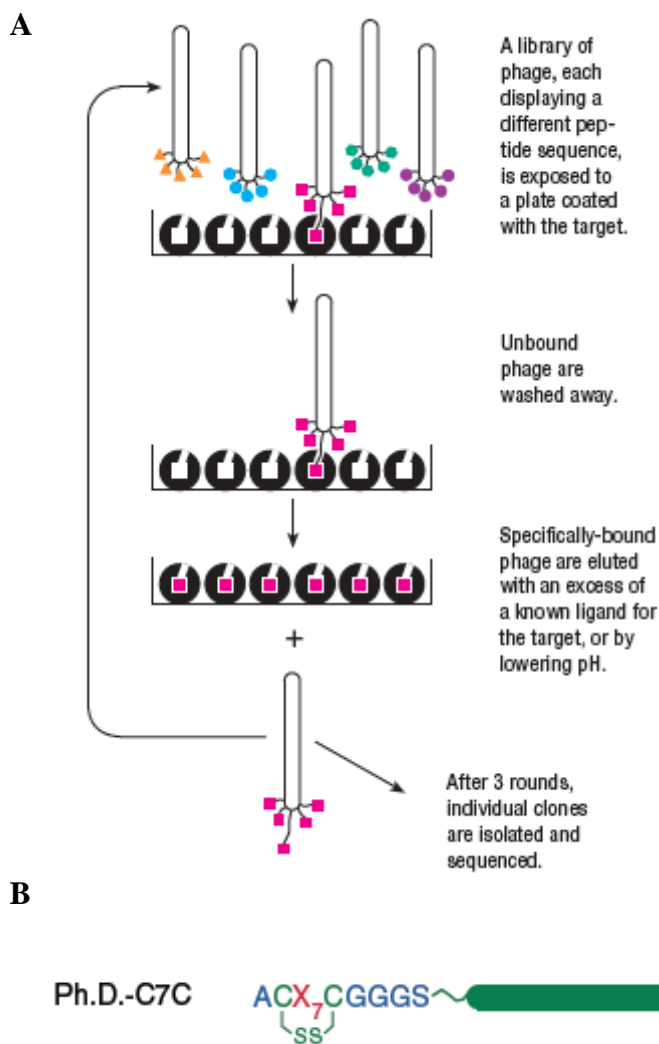 A
A library of
phage, each
displaying a
different pep-
tide sequence,
is exposed to
a plate coated
with the target.
Unbound
phage are
washed away.
Specifically-bound
phage are eluted
with an excess of
a known ligand for
the target, or by
lowering pH.
+
After 3 rounds,
individual clones
are isolated and
sequenced.
B
Ph.D.-C7C ACX7CGGGS
SS